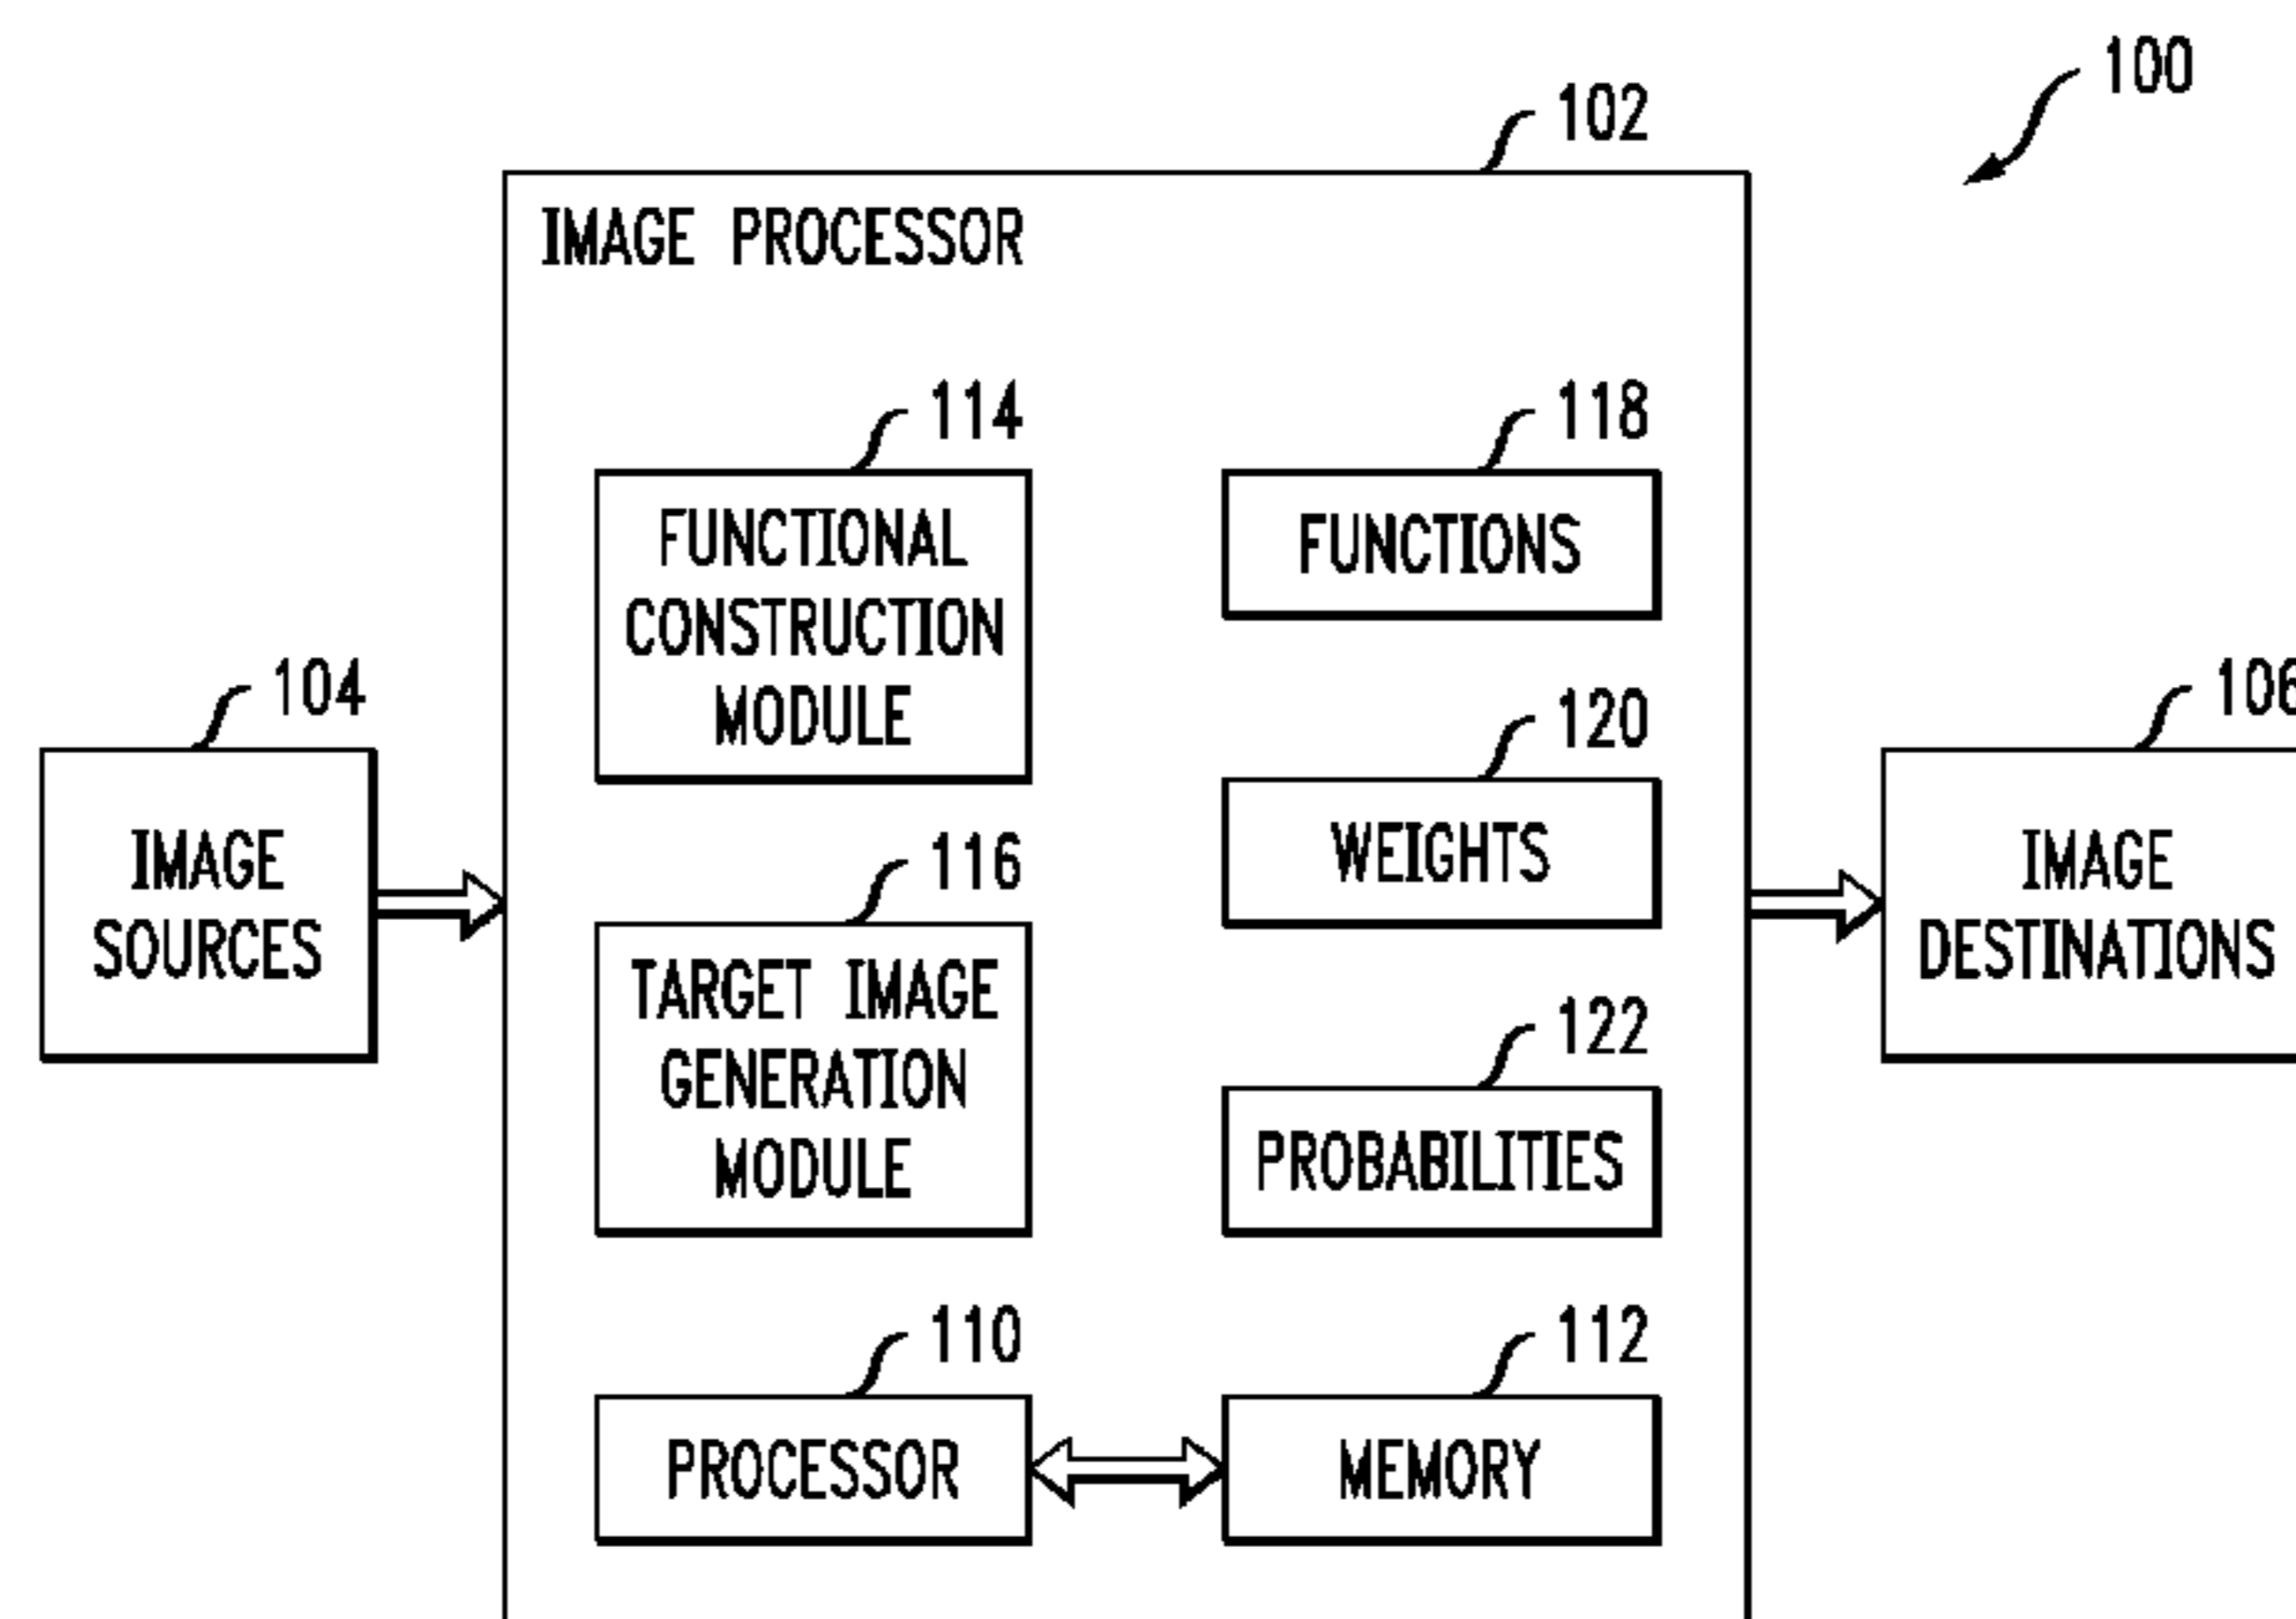 100
102
IMAGE PROCESSOR
114
FUNCTIONAL
CONSTRUCTION
MODULE
118
FUNCTIONS
104
IMAGE
SOURCES
120
WEIGHTS
106
IMAGE
DESTINATIONS
116
TARGET IMAGE
GENERATION
MODULE
122
PROBABILITIES
110
PROCESSOR
112
MEMORY